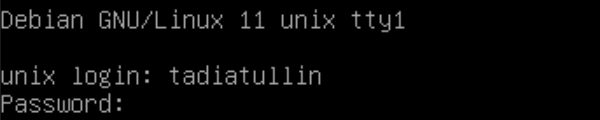 Debian GNU/Linux 11 unix tty1
unix login: tadiatullin
Password: